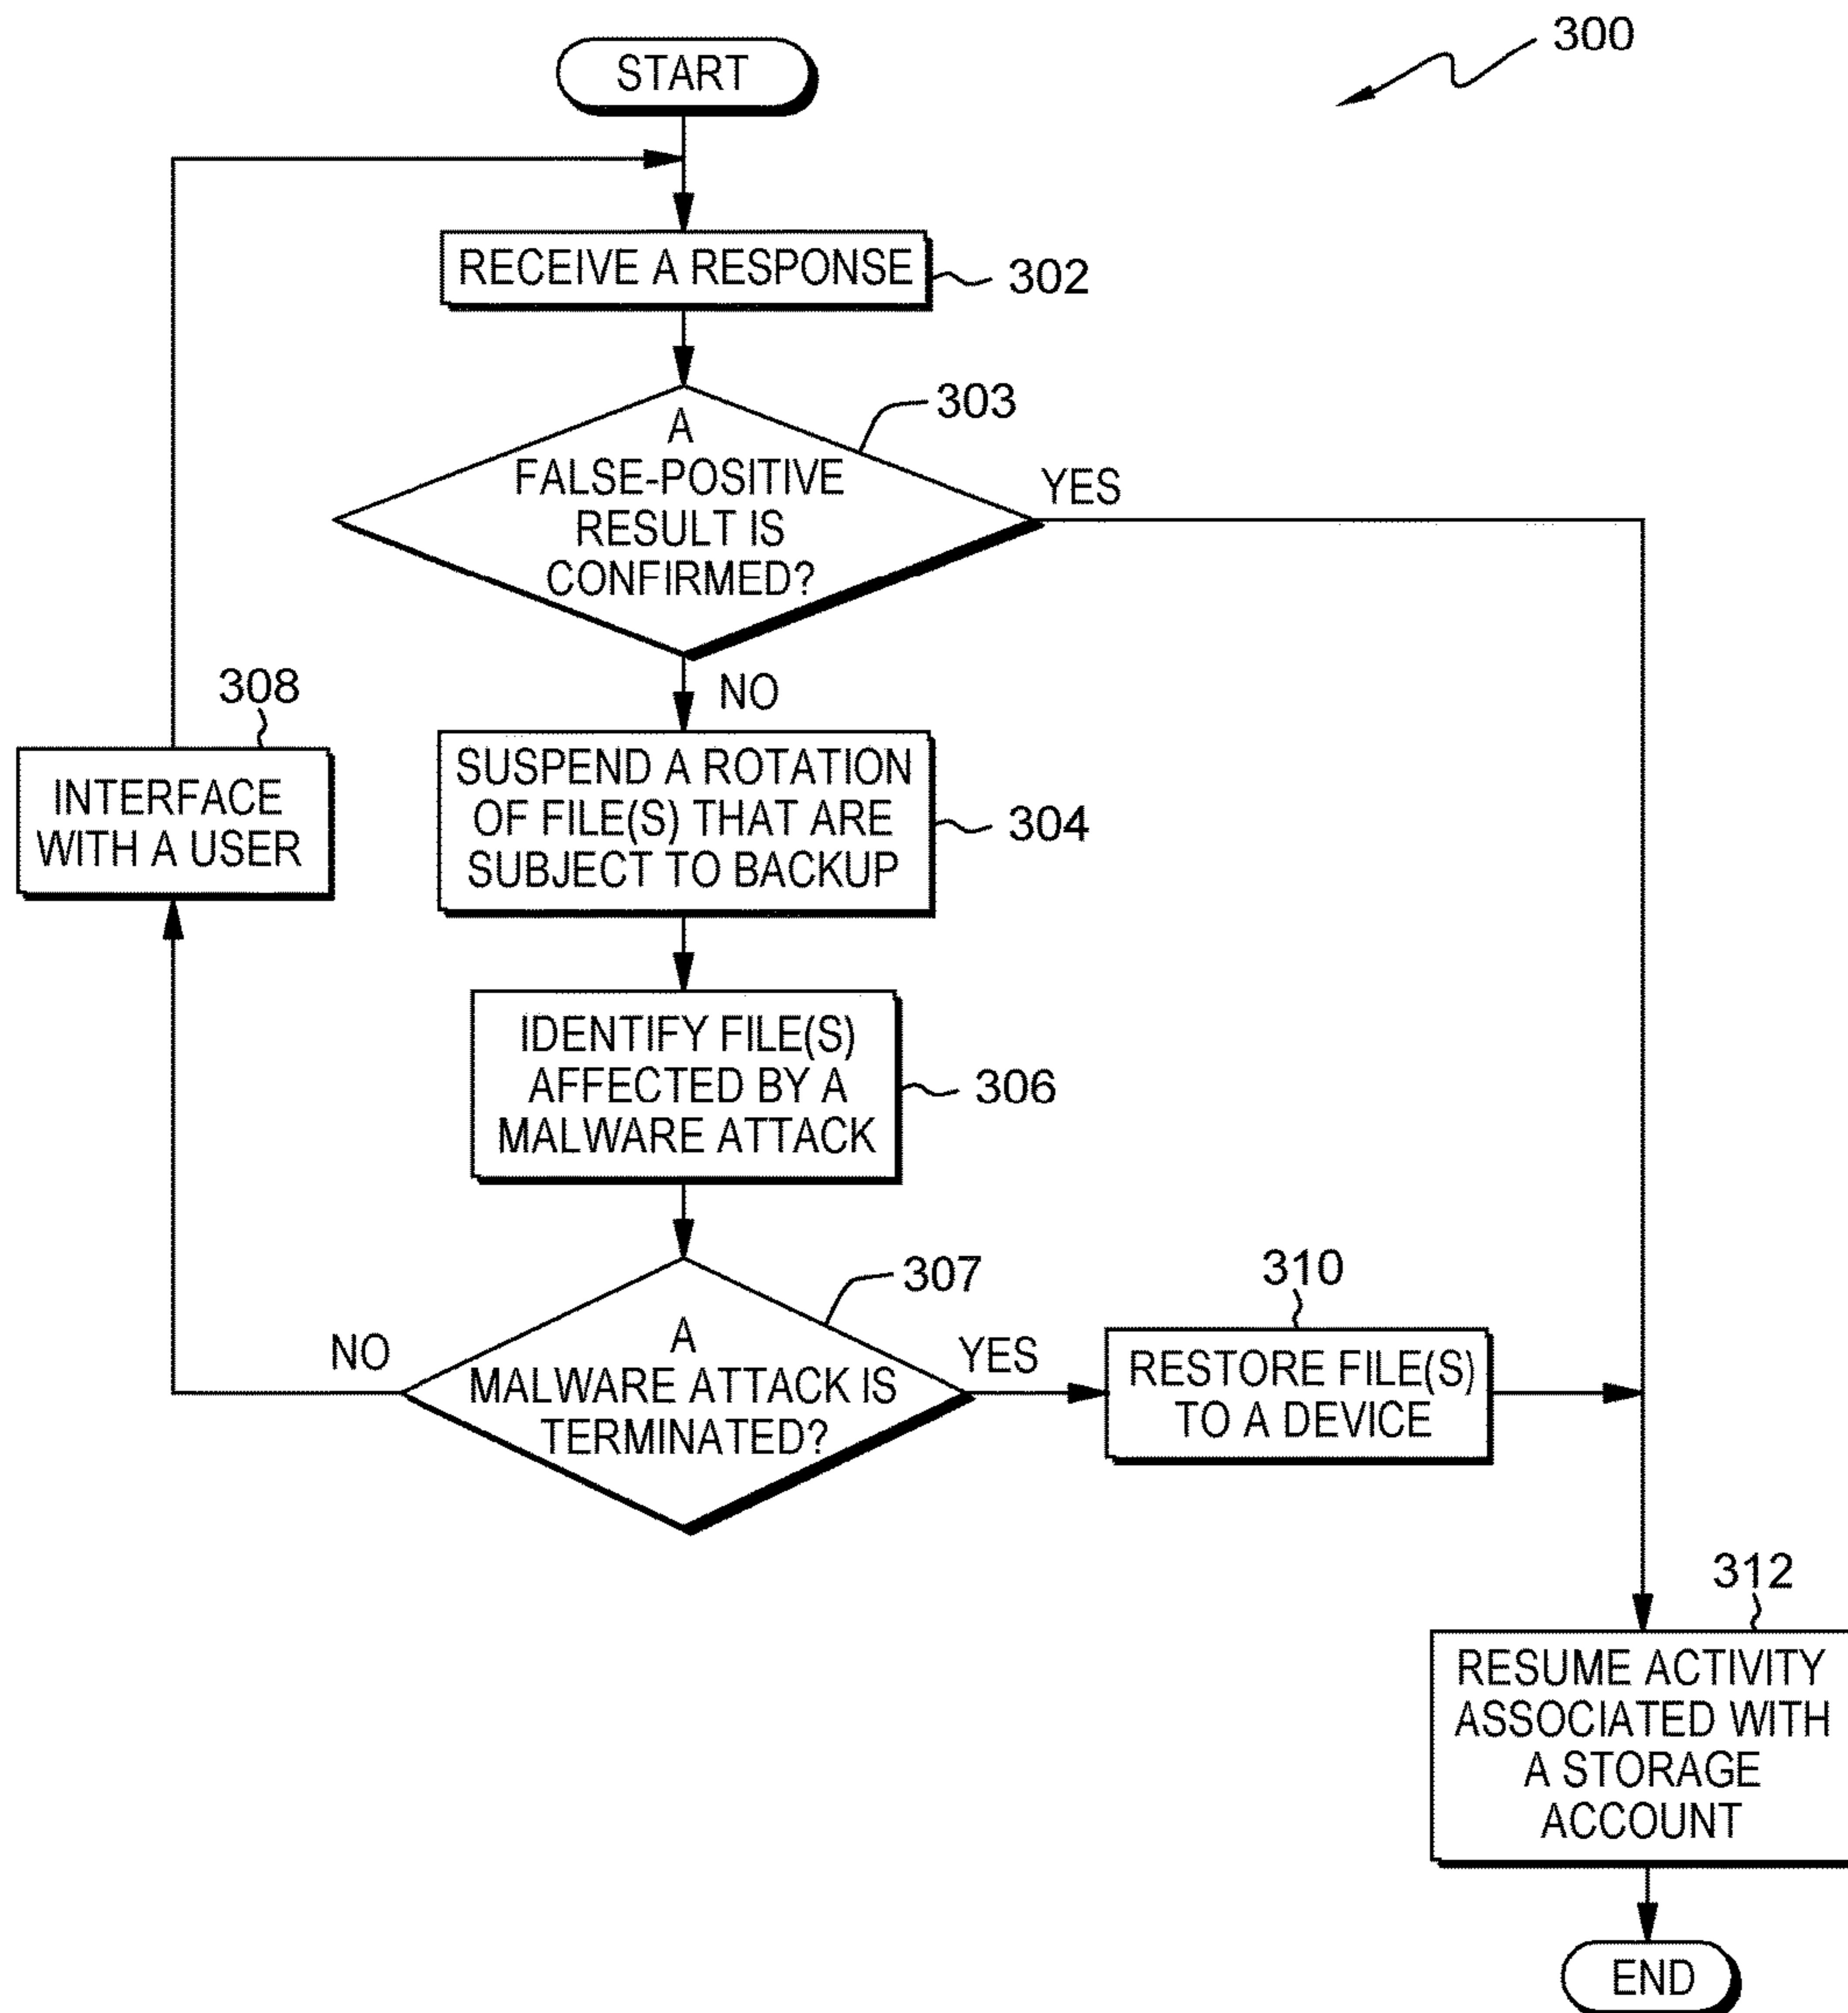 300
START
RECEIVE A RESPONSE
302
303
A
FALSE-POSITIVE
RESULT IS
CONFIRMED?
YES
NO
308
INTERFACE
WITH A USER
SUSPEND A ROTATION
OF FILE(S) THAT ARE
SUBJECT TO BACKUP
304
IDENTIFY FILE(S)
AFFECTED BY A
MALWARE ATTACK
306
307
A
MALWARE ATTACK IS
TERMINATED?
NO
YES
310
RESTORE FILE(S)
TO A DEVICE
312
RESUME ACTIVITY
ASSOCIATED WITH
A STORAGE
ACCOUNT
END